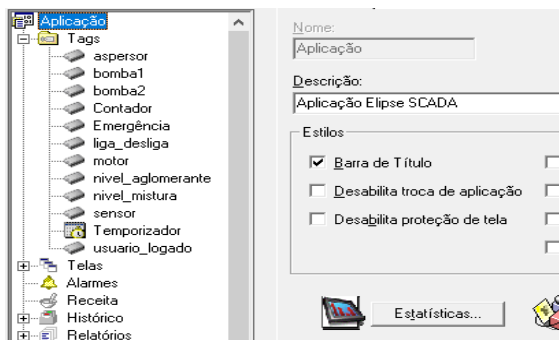 Aplicação
Tags
aspersor
bomba1
bomba2
Contador
Emergência
liga_desliga
motor
nivel_aglomerante
nivel_mistura
sensor
Temporizador
usuario_logado
Telas
Alarmes
Receita
Histórico
Relatórios
Nome:
Aplicação
Descrição:
Aplicação Elipse SCADA
Estilos
Barra de Título
Desabilita troca de aplicação
Desabilita proteção de tela
Estatísticas...